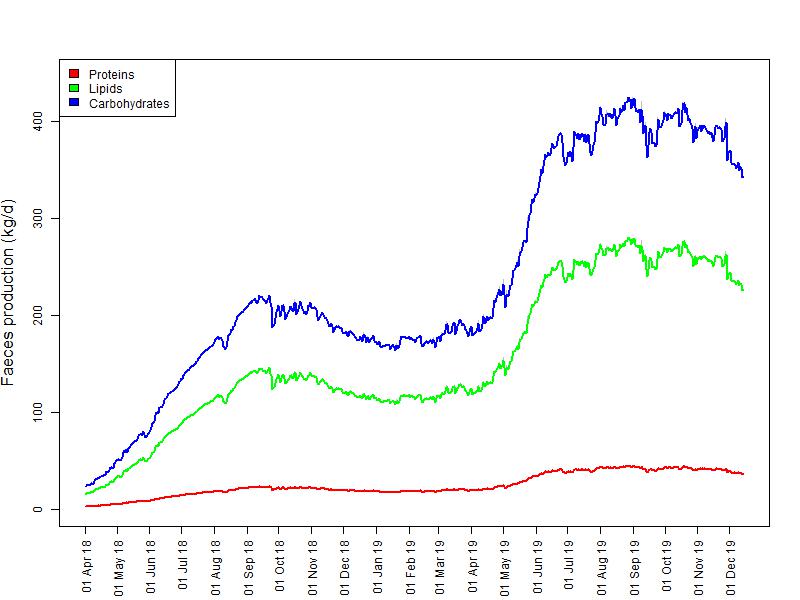 Proteins
Lipids
Carbohydrates
Faeces production (kg/d)
400
300
200
100
0
01 Apr 18
01 May 18
01 Jun 18
01 Jul 18
01 Aug 18
01 Sep 18
01 Oct 18
01 Nov 18
01 Dec 18
01 Jan 19
01 Feb 19
01 Mar 19
01 Apr 19
01 May 19
01 Jun 19
01 Jul 19
01 Aug 19
01 Sep 19
01 Oct 19
01 Nov 19
01 Dec 19